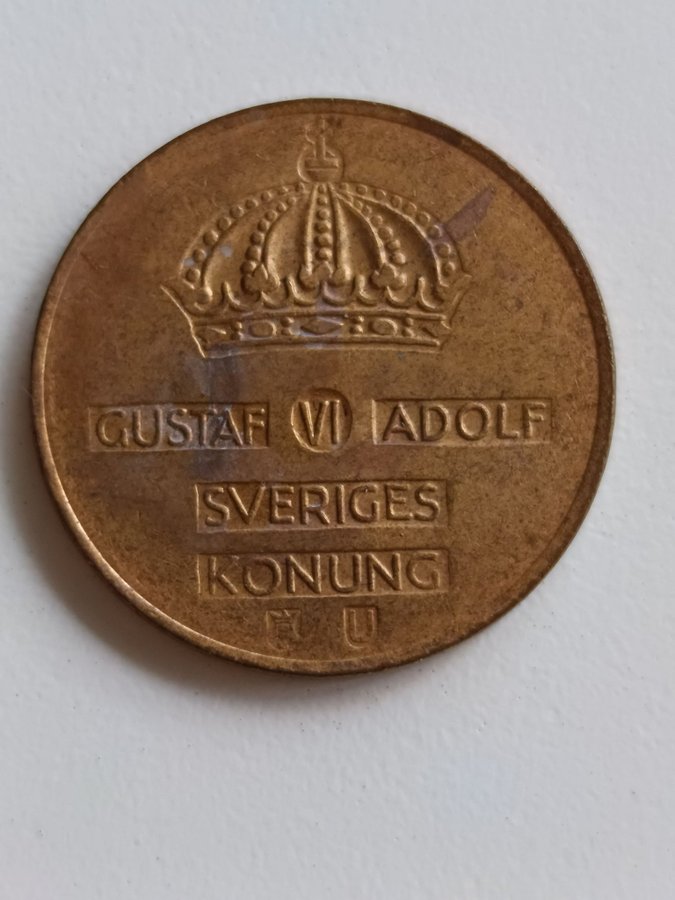 GUSTAF VI ADOLF
SVERIGES
KONUNG
U